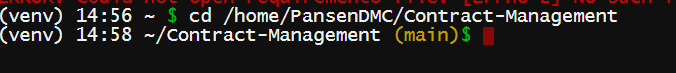 (venv) 14:56 ~ $ cd /home/PansenDMC/Contract-Management
(venv) 14:58 ~/Contract-Management (main)$